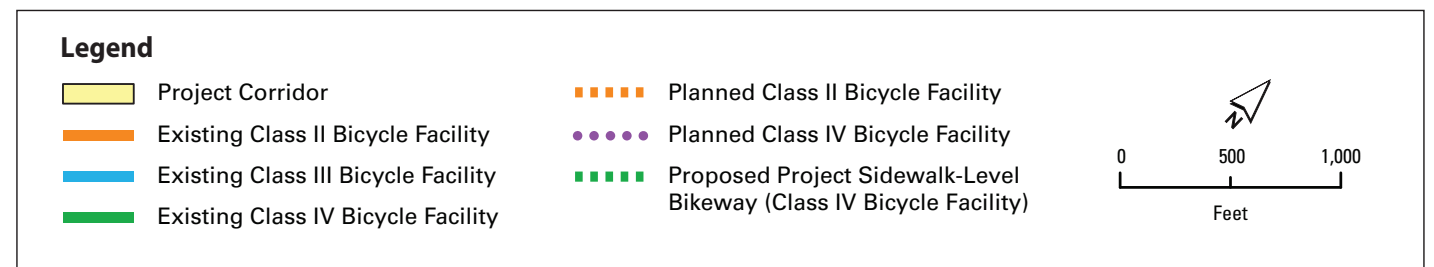 Legend
Project Corridor
Existing Class II Bicycle Facility
Existing Class III Bicycle Facility
Existing Class IV Bicycle Facility
Planned Class II Bicycle Facility
Planned Class IV Bicycle Facility
Proposed Project Sidewalk-Level
Bikeway (Class IV Bicycle Facility)
N
0 500 1,000
Feet